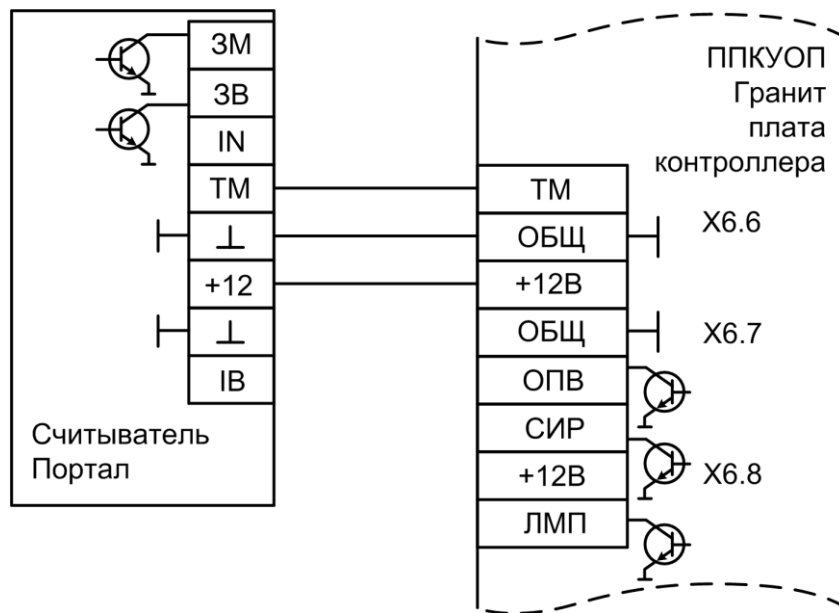 ЗМ
ЗВ
IN
ТМ
⊥
+12
⊥
IB
Считыватель
Портал
ППКУОП
Гранит
плата
контроллера
ТМ
ОБЩ
+12В
ОБЩ
ОПВ
СИР
+12В
ЛМП
X6.6
X6.7
X6.8